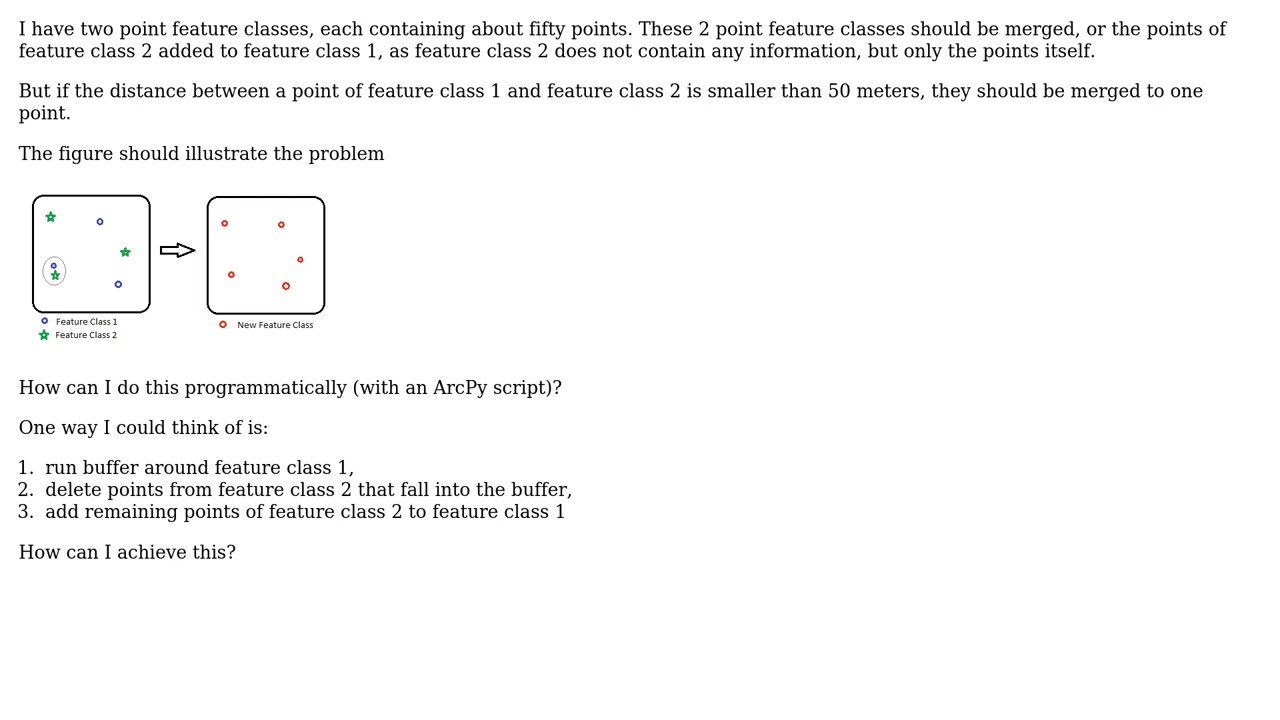 I have two point feature classes, each containing about fifty points. These 2 point feature classes should be merged, or the points of
feature class 2 added to feature class 1, as feature class 2 does not contain any information, but only the points itself.
But if the distance between a point of feature class 1 and feature class 2 is smaller than 50 meters, they should be merged to one
point.
The figure should illustrate the problem
Feature Class 1
Feature Class 2
New Feature Class
How can I do this programmatically (with an ArcPy script)?
One way I could think of is:
1. run buffer around feature class 1,
2. delete points from feature class 2 that fall into the buffer,
3. add remaining points of feature class 2 to feature class 1
How can I achieve this?